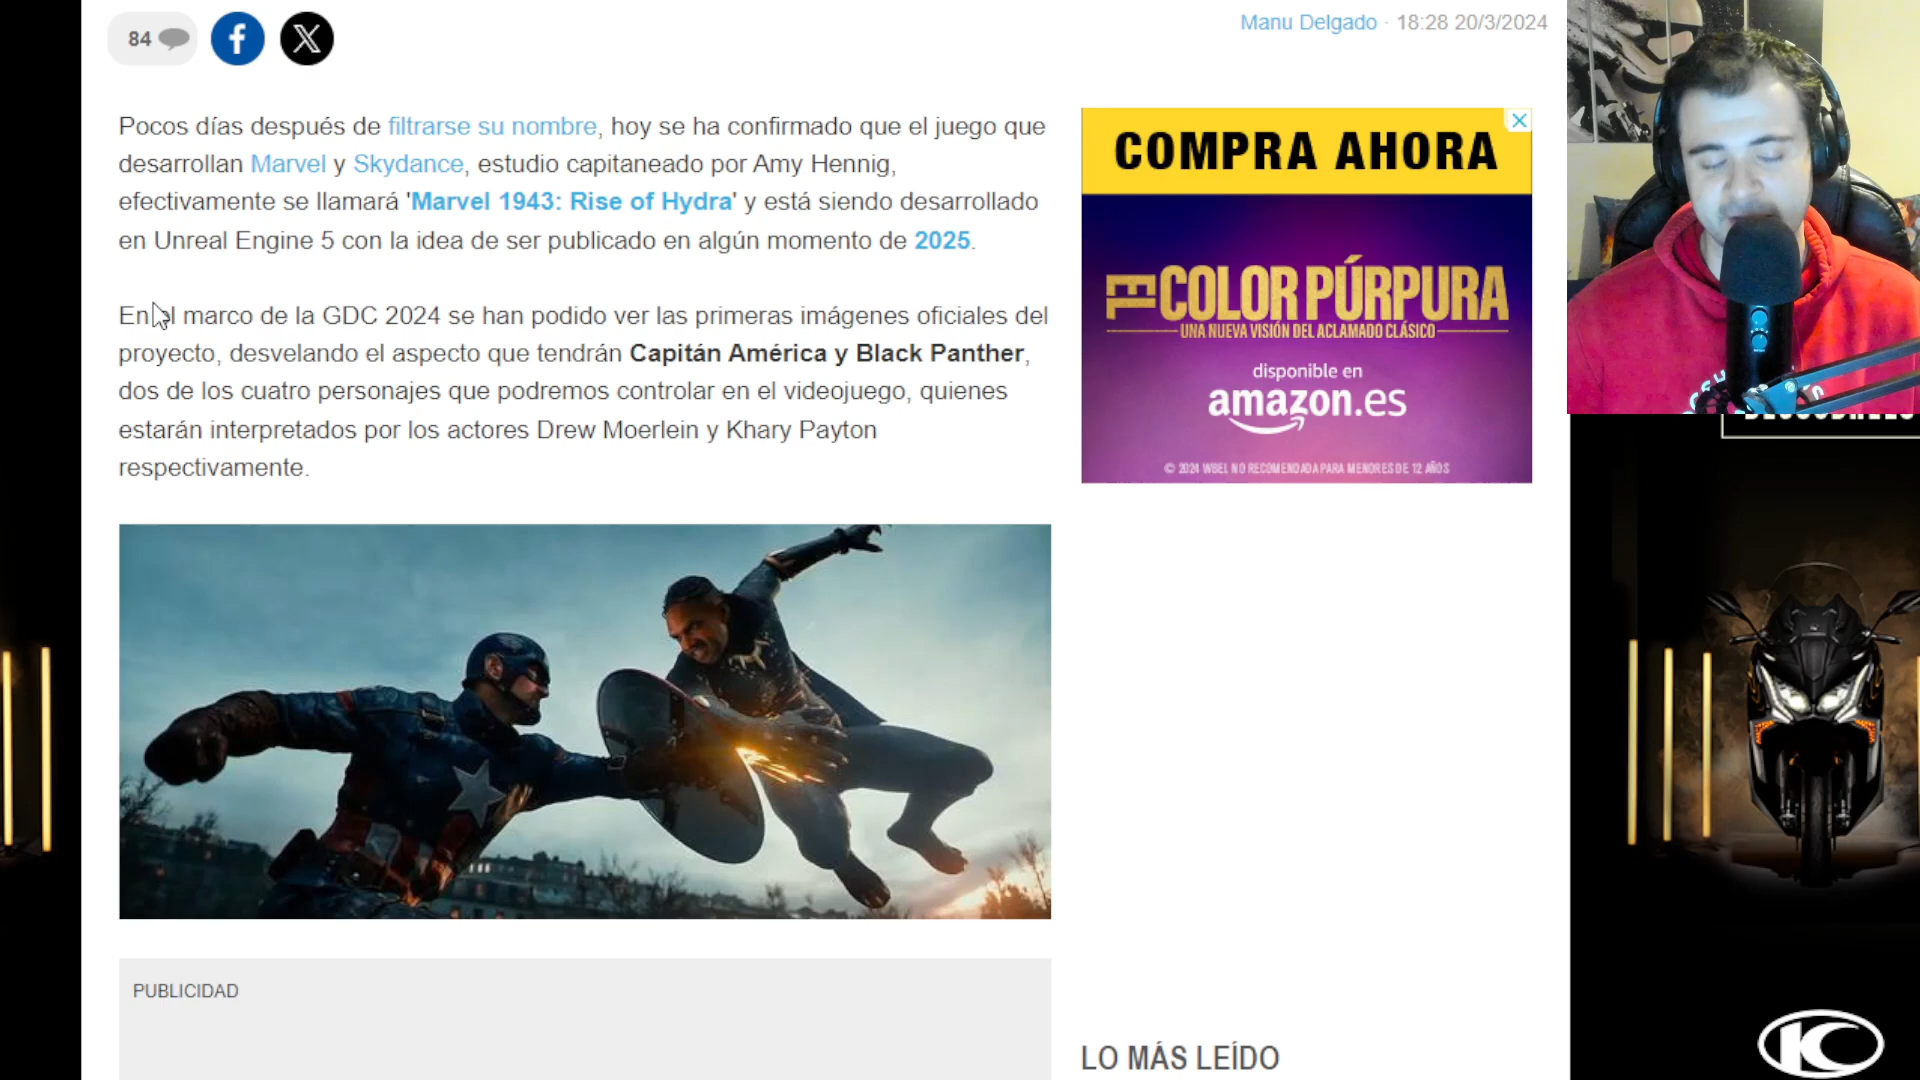 84
Manu Delgado · 18:28 20/3/2024
Pocos días después de filtrarse su nombre, hoy se ha confirmado que el juego que
desarrollan Marvel y Skydance, estudio capitaneado por Amy Hennig,
efectivamente se llamará 'Marvel 1943: Rise of Hydra' y está siendo desarrollado
en Unreal Engine 5 con la idea de ser publicado en algún momento de 2025.
En el marco de la GDC 2024 se han podido ver las primeras imágenes oficiales del
proyecto, desvelando el aspecto que tendrán Capitán América y Black Panther,
dos de los cuatro personajes que podremos controlar en el videojuego, quienes
estarán interpretados por los actores Drew Moerlein y Khary Payton
respectivamente.
PUBLICIDAD
COMPRA AHORA
EL COLOR PÚRPURA
UNA NUEVA VISIÓN DEL ACLAMADO CLÁSICO
disponible en
amazon.es
© 2024 WBEI. NO RECOMENDADA PARA MENORES DE 12 AÑOS
LO MÁS LEÍDO